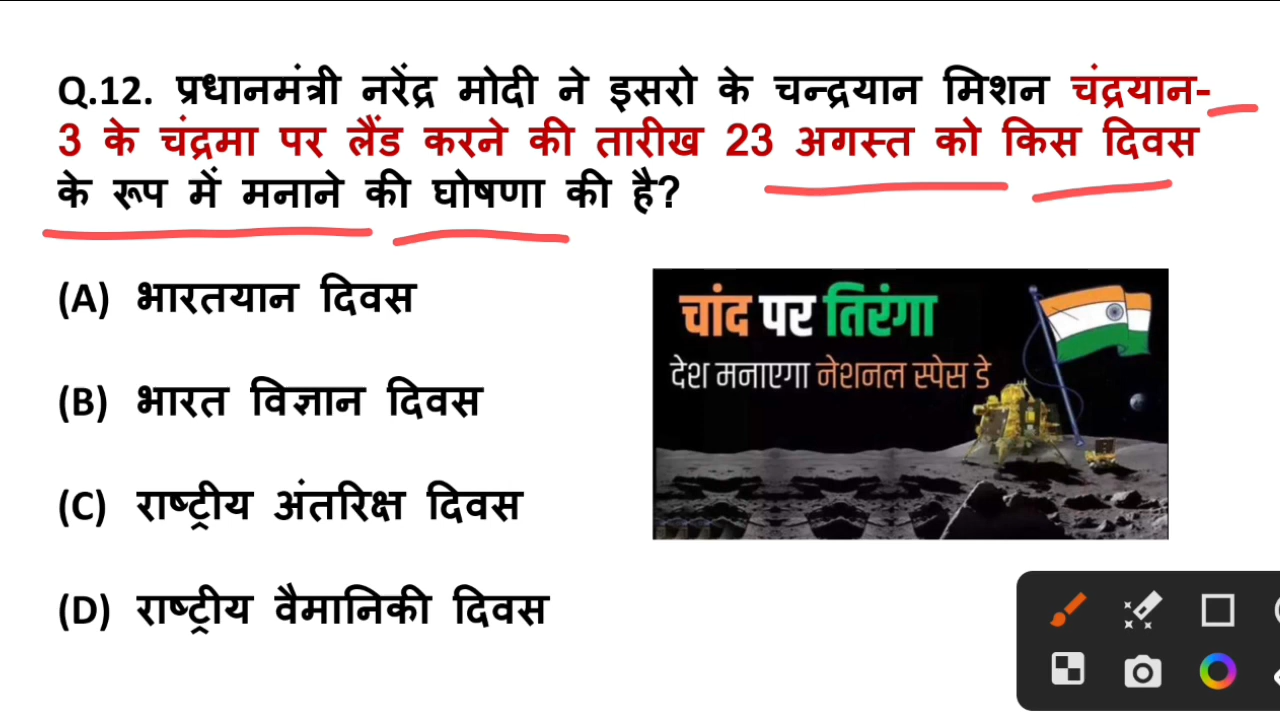 Q.12. प्रधानमंत्री नरेंद्र मोदी ने इसरो के चन्द्रयान मिशन चंद्रयान-
3 के चंद्रमा पर लैंड करने की तारीख 23 अगस्त को किस दिवस
के रूप में मनाने की घोषणा की है?
(A) भारतयान दिवस
(B) भारत विज्ञान दिवस
(C) राष्ट्रीय अंतरिक्ष दिवस
(D) राष्ट्रीय वैमानिकी दिवस
चांद पर तिरंगा
देश मनाएगा नेशनल स्पेस डे